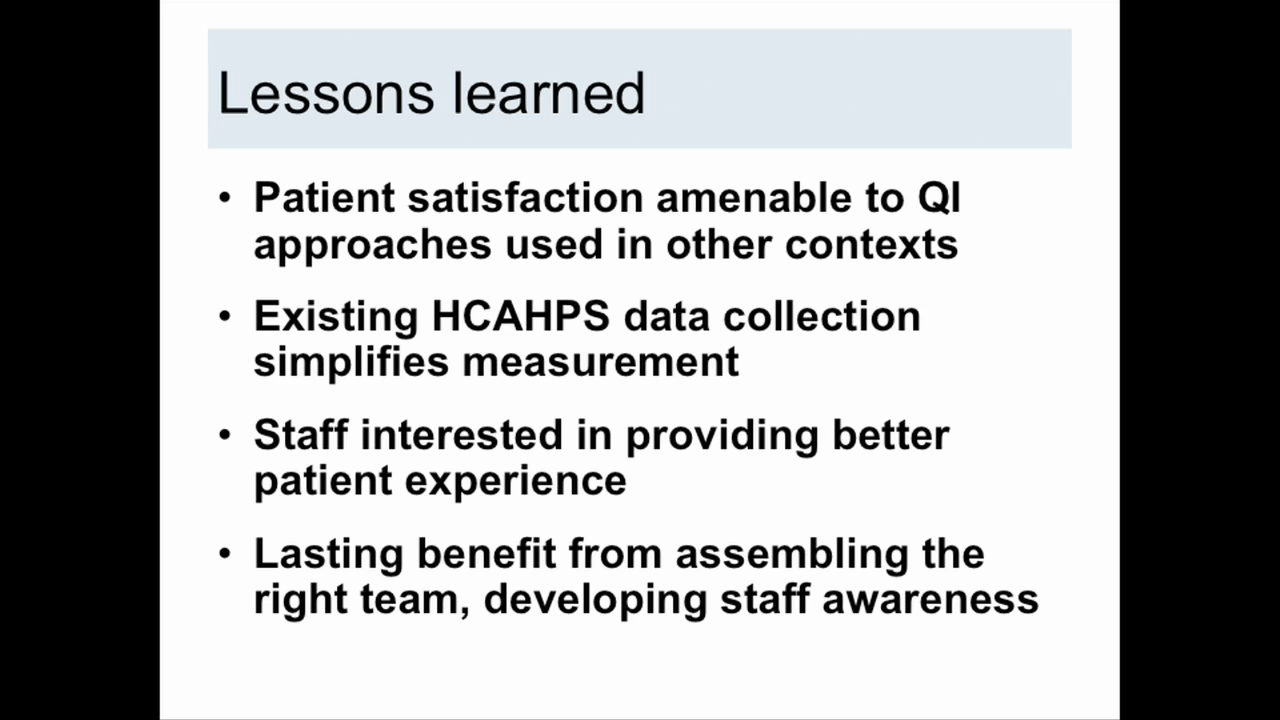 Lessons learned
• Patient satisfaction amenable to QI
approaches used in other contexts
• Existing HCAHPS data collection
simplifies measurement
• Staff interested in providing better
patient experience
• Lasting benefit from assembling the
right team, developing staff awareness